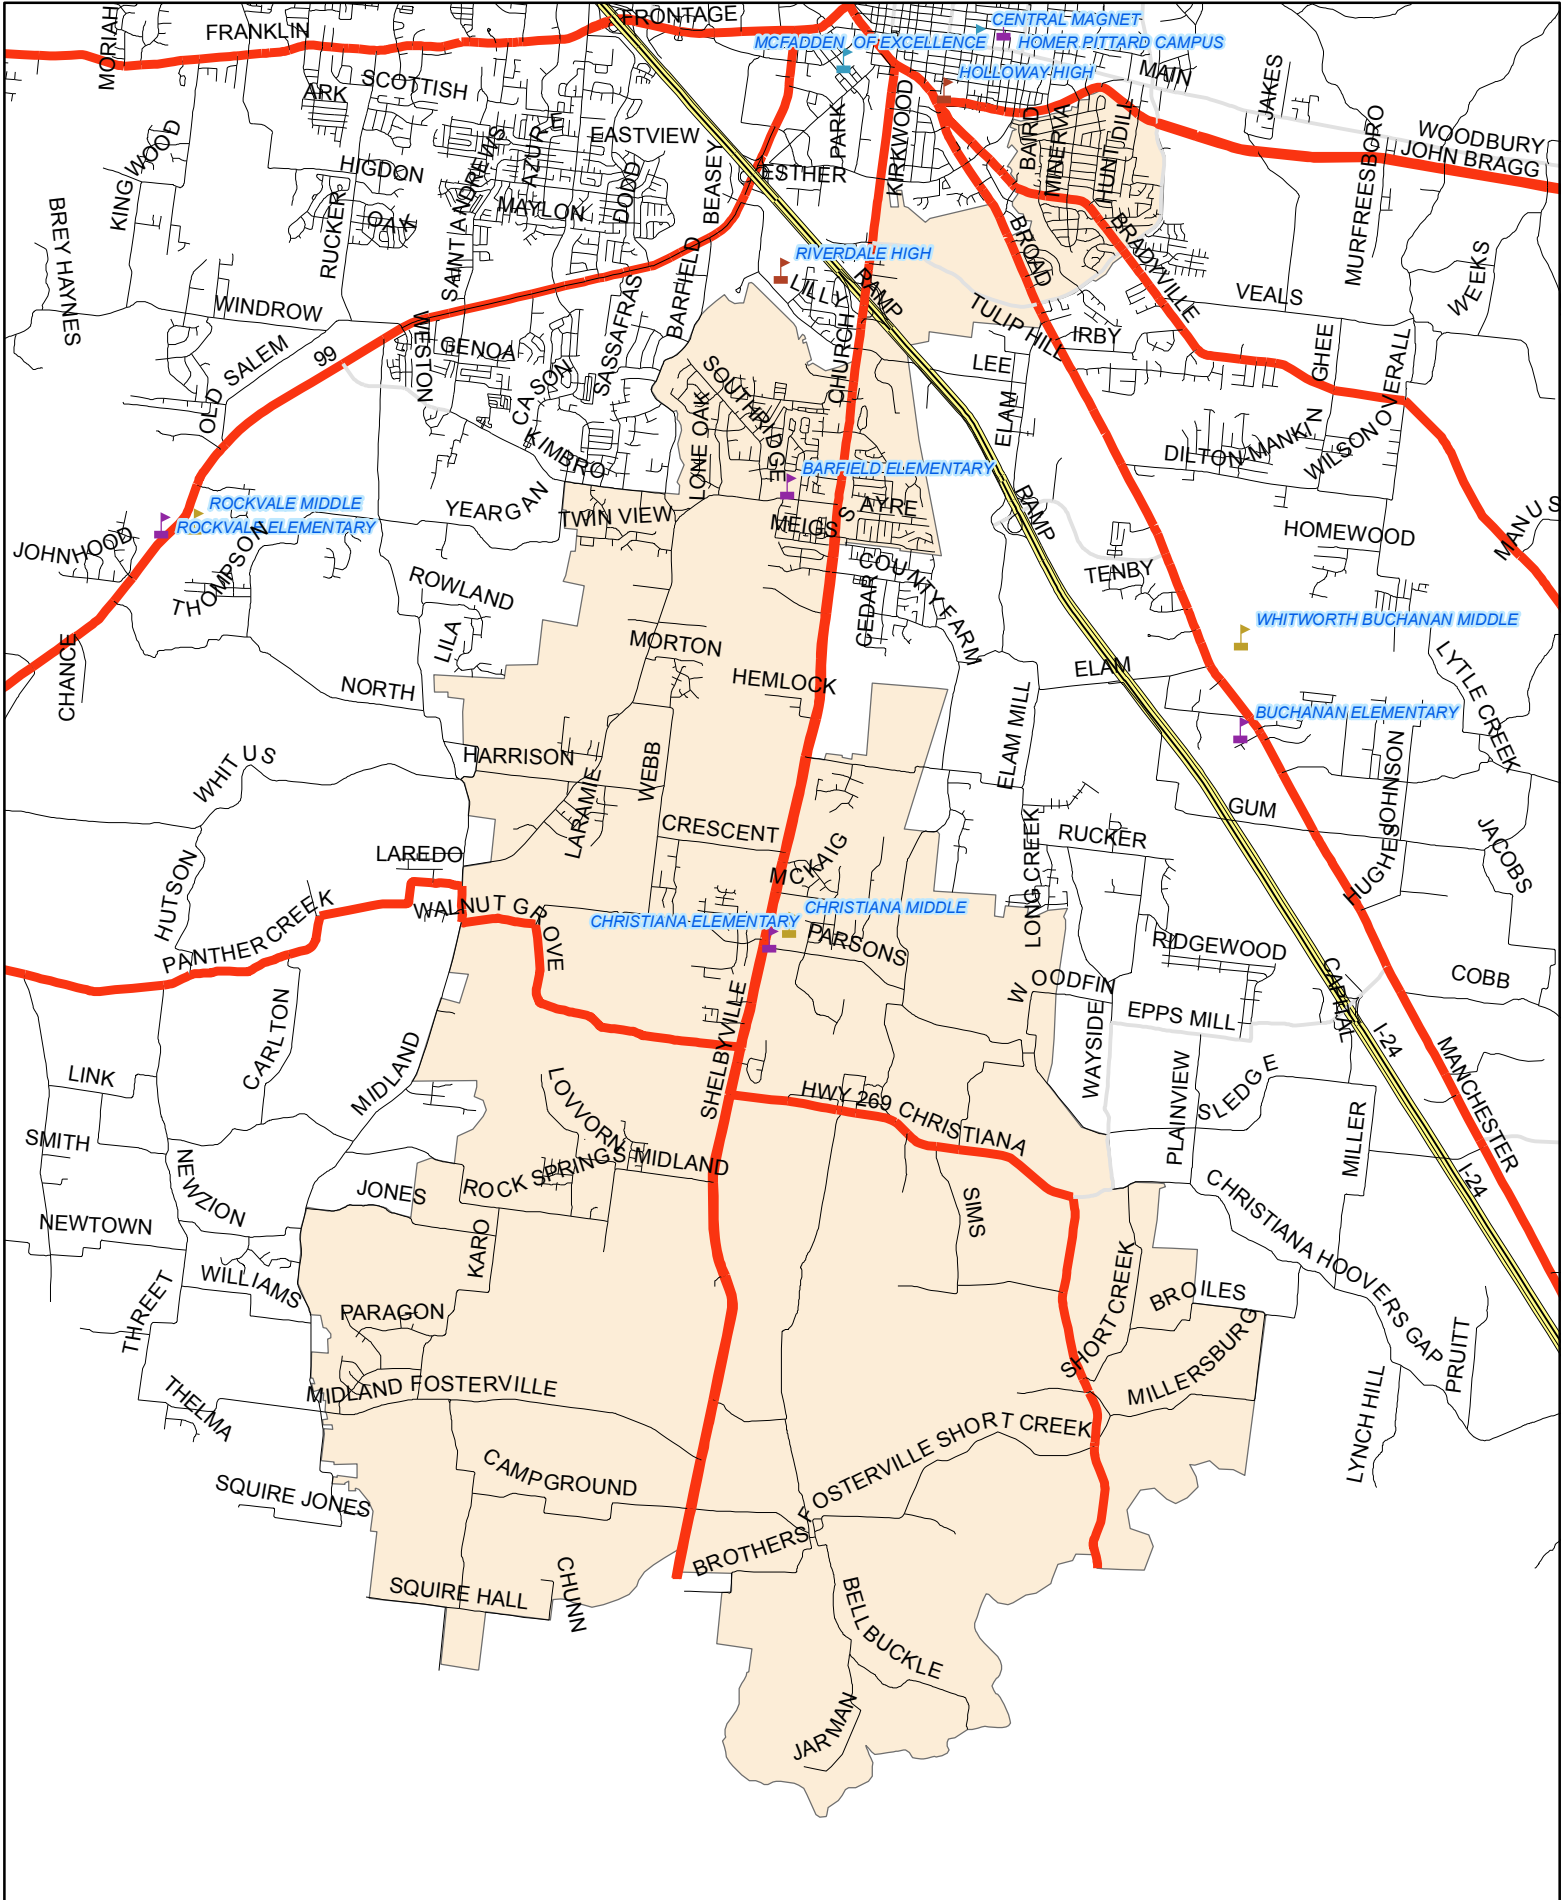 FRONTAGE
CENTRAL MAGNET
MORIAH
FRANKLIN
MCFADDEN OF EXCELLENCE
HOMER PITTARD CAMPUS
HOLLOWAY HIGH
MAIN
JAKES
SCOTTISH
ARK
AZURE
EASTVIEW
PARK
KIRKWOOD
BAIRD
MINERVA
HUNT
DILL
MURFREESBORO
WOODBURY
JOHN BRAGG
KINGWOOD
HIGDON
SAINT ANDREWS
DODD
BEASEY
ESTHER
BREYHAYNES
RUCKER
OAK
MAYLON
BROAD
BRADYVILLE
WEEKS
RIVERDALE HIGH
BARFIELD
LILLY
RAMP
WINDROW
SASSAFRAS
TULIP HILL
IRBY
VEALS
OLD SALEM
99
WESTON
GENOA
CASON
CHURCH
LEE
GHEE
WILSON OVERALL
SOUTHRIDGE
LONE OAK
ELAM
KIMBRO
DILTON-MANKIN
BARFIELD ELEMENTARY
ROCKVALE MIDDLE
ROCKVALE ELEMENTARY
YEARGAN
TWIN VIEW
MEIGS
S
AYRE
RAMP
HOMEWOOD
MANUS
JOHNHOOD
THOMPSON
ROWLAND
CEDAR
COUNTY FARM
TENBY
LILA
MORTON
WHITWORTH BUCHANAN MIDDLE
CHANCE
NORTH
HEMLOCK
ELAM
LYTLE CREEK
ELAM MILL
BUCHANAN ELEMENTARY
WHITUS
HARRISON
WEBB
JOHNSON
LARAMIE
CRESCENT
GUM
RUCKER
LAREDO
MCKAIG
LONG CREEK
HUGHES
JACOBS
HUTSON
PANTHER CREEK
WALNUT GROVE
CHRISTIANA ELEMENTARY
CHRISTIANA MIDDLE
PARSONS
RIDGEWOOD
WOODFIN
CAPITAL
COBB
CARLTON
SHELBYVILLE
WAYSIDE
EPPS MILL
I-24
LINK
MIDLAND
LOVVORN
HWY 269 CHRISTIANA
PLAINVIEW
SLEDGE
MANCHESTER
MILLER
SMITH
NEWZION
ROCK SPRINGS MIDLAND
I-24
JONES
SIMS
CHRISTIANA HOOVERS GAP
NEWTOWN
KARO
SHORTCREEK
THREET
WILLIAMS
BROILES
PARAGON
MILLERSBURG
PRUITT
MIDLAND FOSTERVILLE
THELMA
FOSTERVILLE SHORT CREEK
LYNCH HILL
CAMPGROUND
SQUIRE JONES
BROTHERS
SQUIRE HALL
CHUNN
BELL BUCKLE
JARMAN